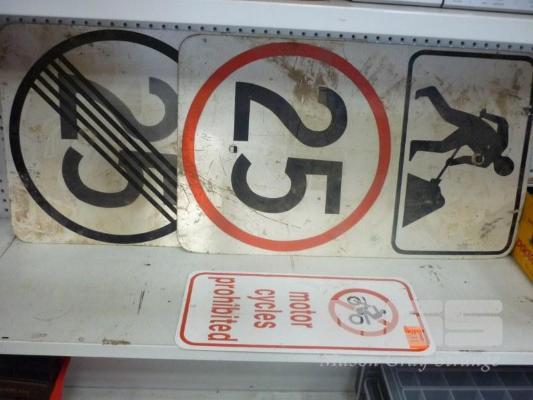 25
25
motor
cycles
prohibited